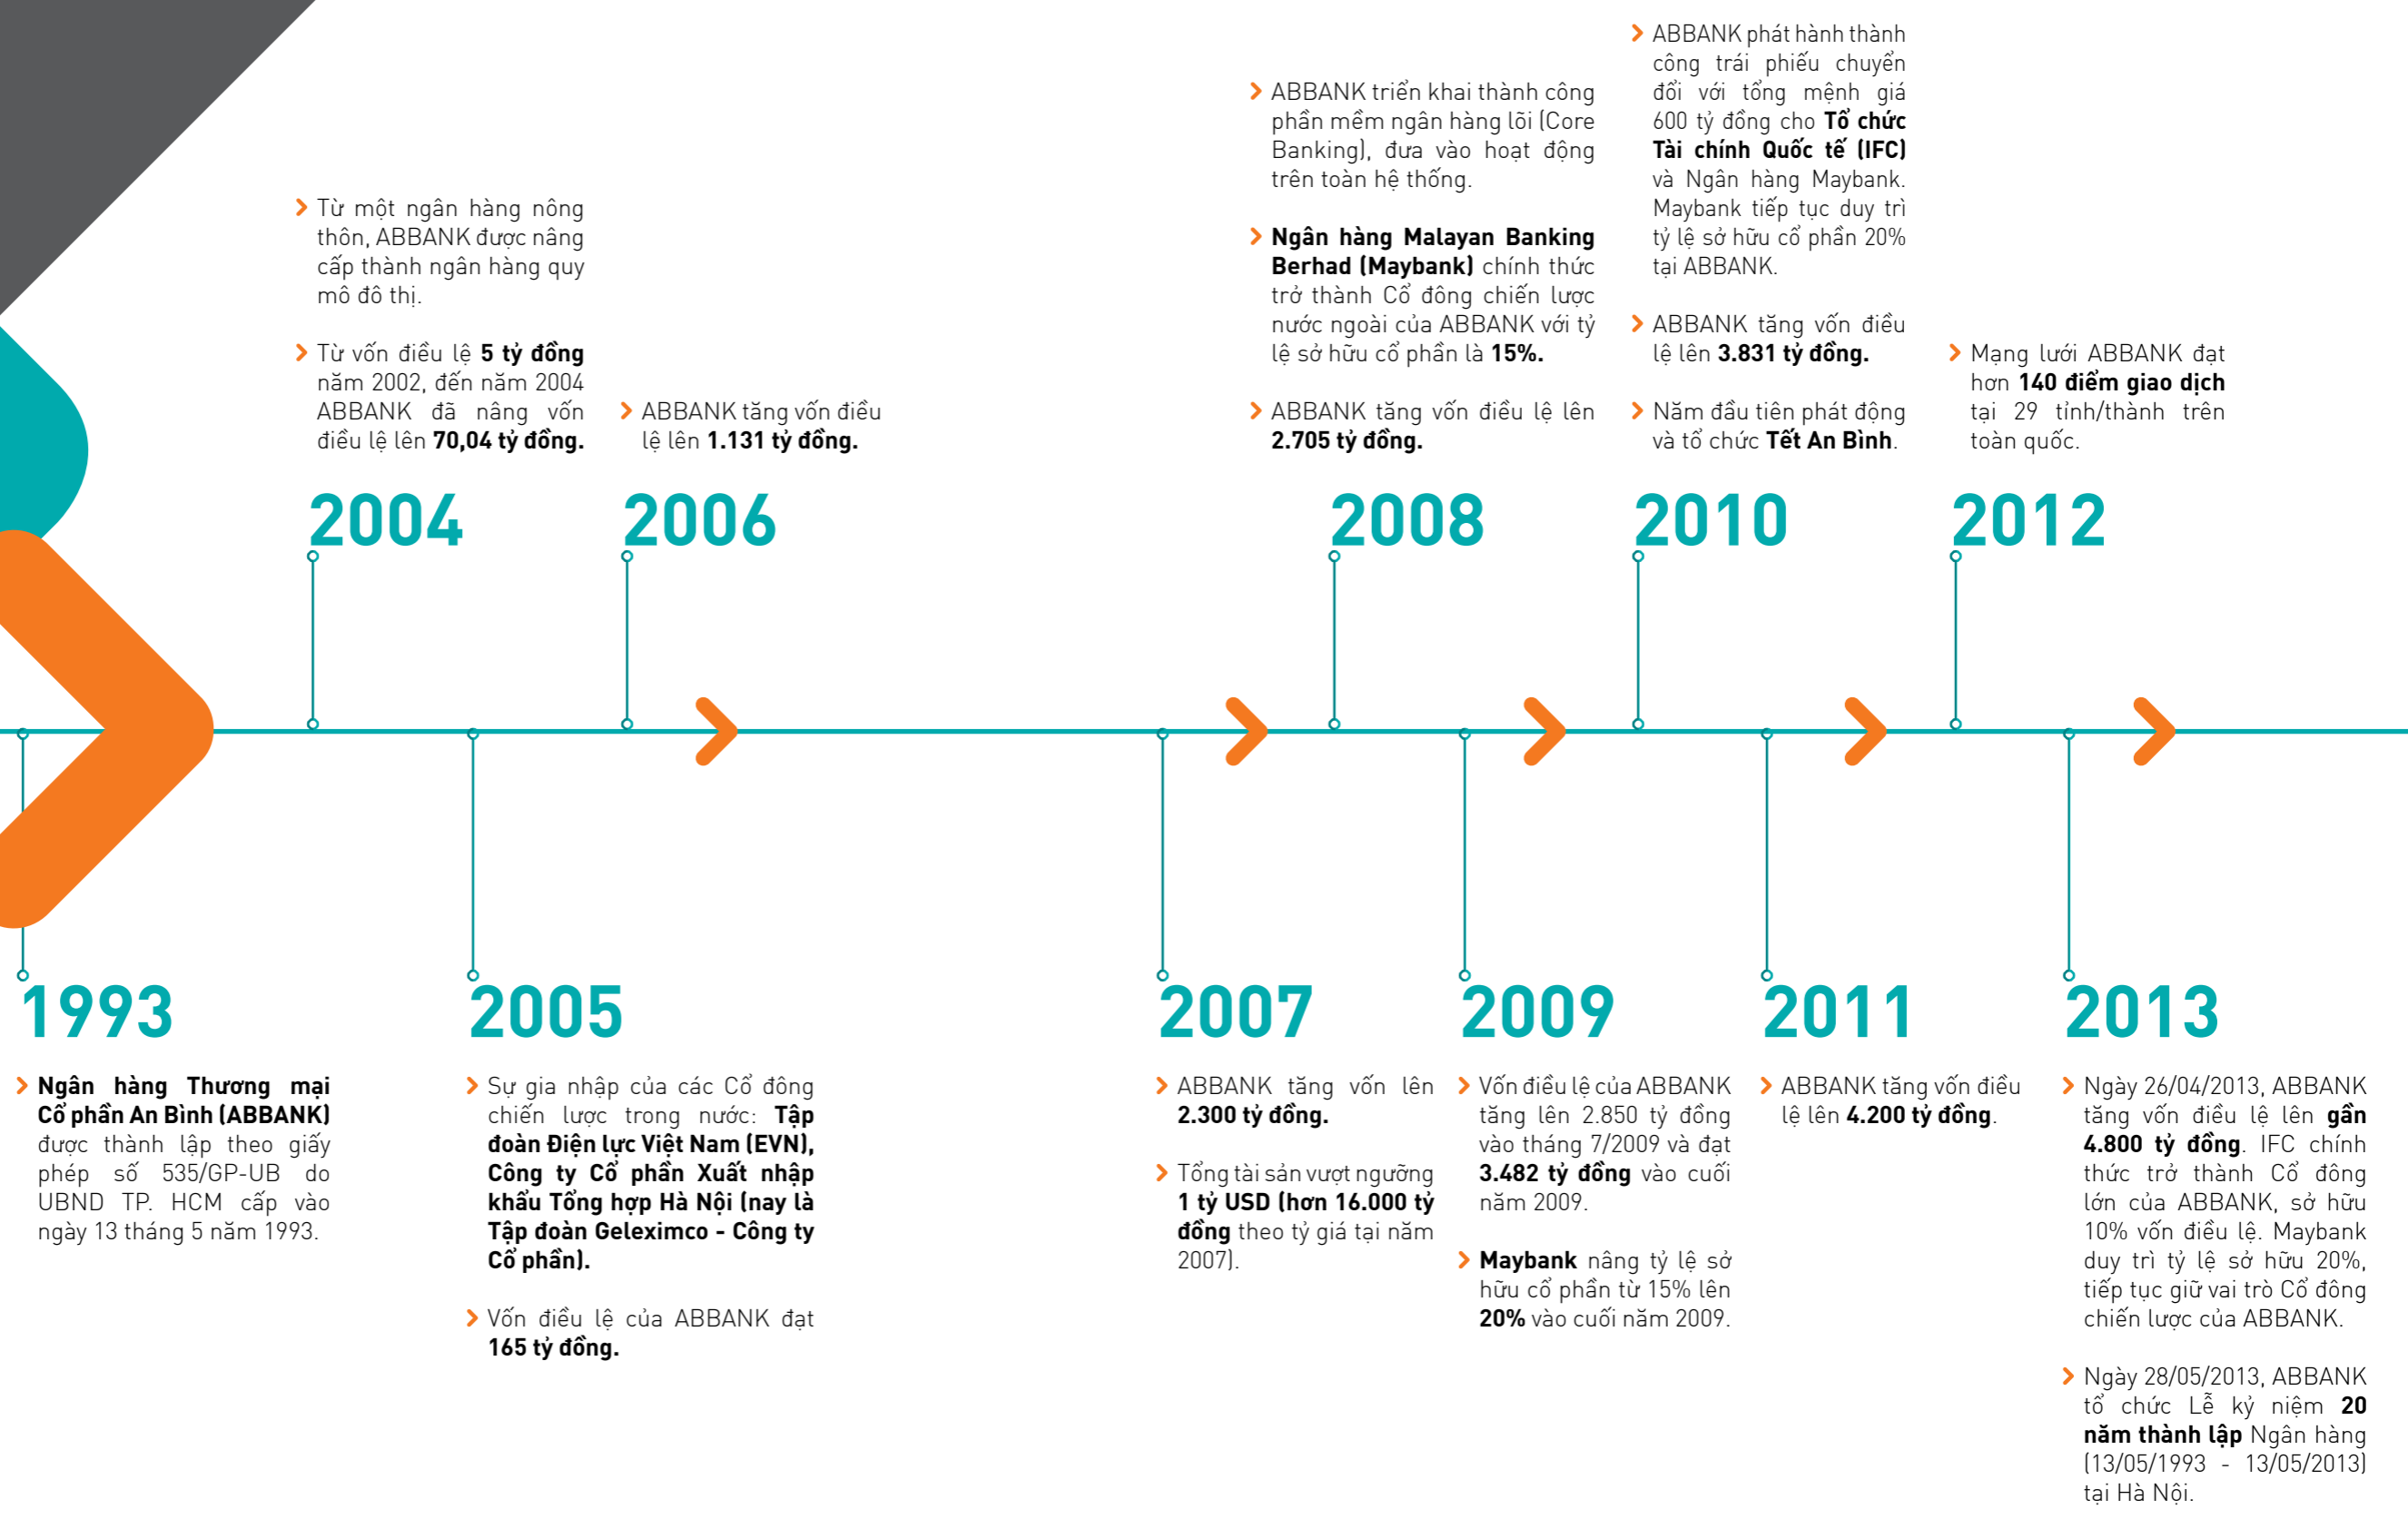 Từ một ngân hàng nông
thôn, ABBANK được nâng
cấp thành ngân hàng quy
mô đô thị.
Từ vốn điều lệ 5 tỷ đồng
năm 2002, đến năm 2004
ABBANK đã nâng vốn
điều lệ lên 70,04 tỷ đồng.
2004
ABBANK tăng vốn điều
lệ lên 1.131 tỷ đồng.
2006
ABBANK triển khai thành công
phần mềm ngân hàng lõi (Core
Banking), đưa vào hoạt động
trên toàn hệ thống.
Ngân hàng Malayan Banking
Berhad (Maybank) chính thức
trở thành Cổ đông chiến lược
nước ngoài của ABBANK với tỷ
lệ sở hữu cổ phần là 15%.
ABBANK tăng vốn điều lệ lên
2.705 tỷ đồng.
2008
ABBANK phát hành thành
công trái phiếu chuyển
đổi với tổng mệnh giá
600 tỷ đồng cho Tổ chức
Tài chính Quốc tế (IFC)
và Ngân hàng Maybank.
Maybank tiếp tục duy trì
tỷ lệ sở hữu cổ phần 20%
tại ABBANK.
ABBANK tăng vốn điều
lệ lên 3.831 tỷ đồng.
Năm đầu tiên phát động
và tổ chức Tết An Bình.
2010
Mạng lưới ABBANK đạt
hơn 140 điểm giao dịch
tại 29 tỉnh/thành trên
toàn quốc.
2012
1993
Ngân hàng Thương mại
Cổ phần An Bình (ABBANK)
được thành lập theo giấy
phép số 535/GP-UB do
UBND TP. HCM cấp vào
ngày 13 tháng 5 năm 1993.
2005
Sự gia nhập của các Cổ đông
chiến lược trong nước: Tập
đoàn Điện lực Việt Nam (EVN),
Công ty Cổ phần Xuất nhập
khẩu Tổng hợp Hà Nội (nay là
Tập đoàn Geleximco - Công ty
Cổ phần).
Vốn điều lệ của ABBANK đạt
165 tỷ đồng.
2007
ABBANK tăng vốn lên
2.300 tỷ đồng.
Tổng tài sản vượt ngưỡng
1 tỷ USD (hơn 16.000 tỷ
đồng theo tỷ giá tại năm
2007).
2009
Vốn điều lệ của ABBANK
tăng lên 2.850 tỷ đồng
vào tháng 7/2009 và đạt
3.482 tỷ đồng vào cuối
năm 2009.
Maybank nâng tỷ lệ sở
hữu cổ phần từ 15% lên
20% vào cuối năm 2009.
2011
ABBANK tăng vốn điều
lệ lên 4.200 tỷ đồng.
2013
Ngày 26/04/2013, ABBANK
tăng vốn điều lệ lên gần
4.800 tỷ đồng. IFC chính
thức trở thành Cổ đông
lớn của ABBANK, sở hữu
10% vốn điều lệ. Maybank
duy trì tỷ lệ sở hữu 20%,
tiếp tục giữ vai trò Cổ đông
chiến lược của ABBANK.
Ngày 28/05/2013, ABBANK
tổ chức Lễ kỷ niệm 20
năm thành lập Ngân hàng
(13/05/1993 - 13/05/2013)
tại Hà Nội.